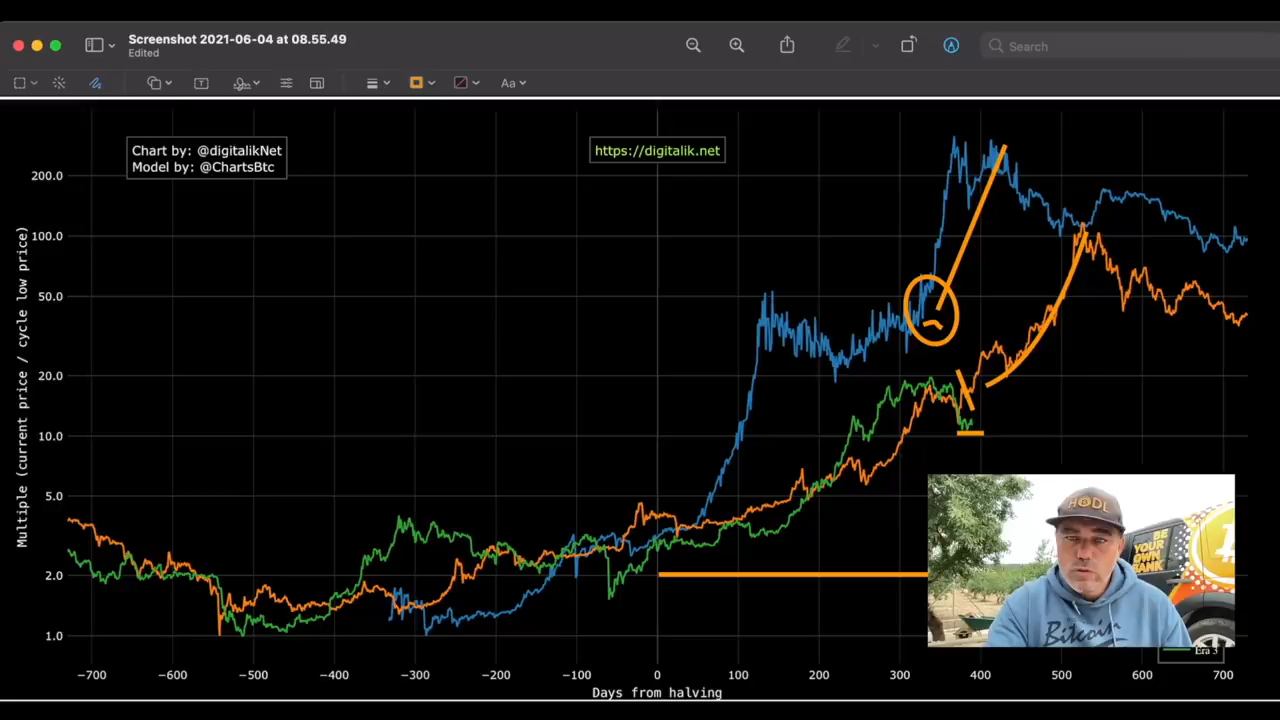 Screenshot 2021-06-04 at 08.55.49
Edited
Search
Aa
Chart by: @digitalikNet
Model by: @ChartsBtc
https://digitalik.net
200.0
100.0
50.0
20.0
10.0
5.0
2.0
1.0
Multiple (current price / cycle low price)
−700
−600
−500
−400
−300
−200
−100
0
100
200
300
400
500
600
700
Days from halving
HODL
BE
YOUR
OWN
BANK
Bitcoin
Era 3